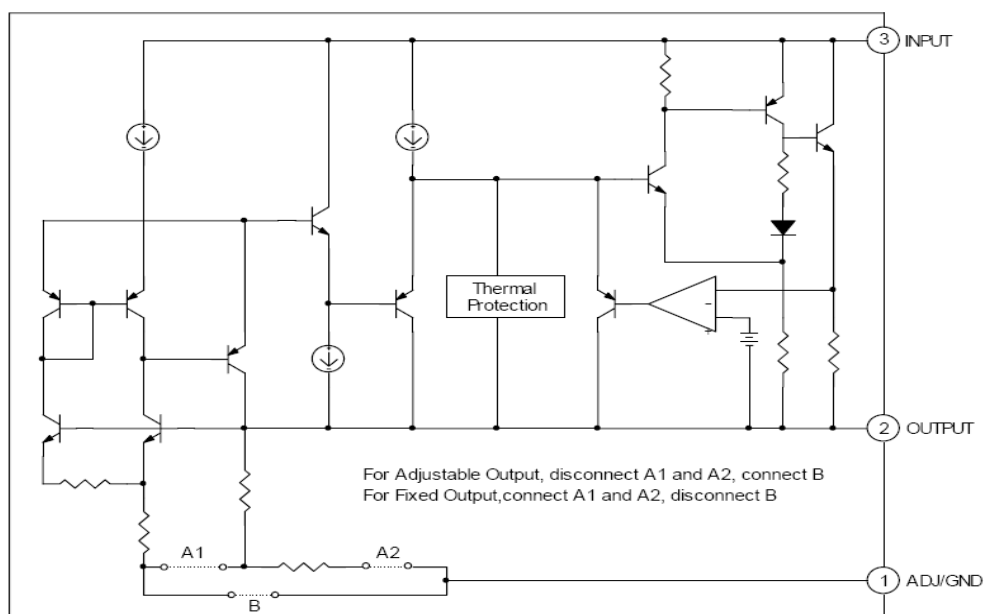 3 INPUT
Thermal
Protection
-
+
2 OUTPUT
For Adjustable Output, disconnect A1 and A2, connect B
For Fixed Output,connect A1 and A2, disconnect B
A1
A2
B
1 ADJ/GND